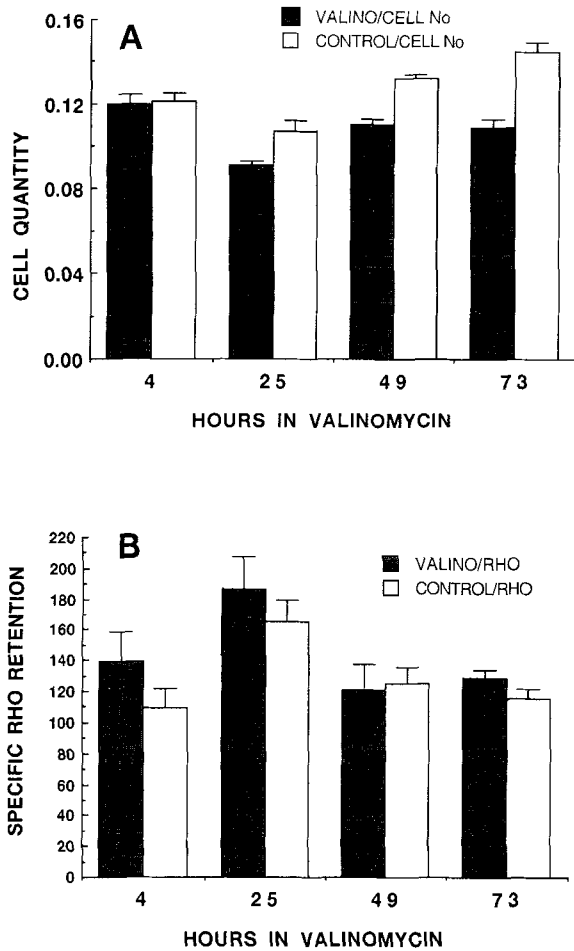 A
VALINO/CELL No
CONTROL/CELL No
CELL QUANTITY
0.16
0.12
0.08
0.04
0.00
4 25 49 73
HOURS IN VALINOMYCIN
B
VALINO/RHO
CONTROL/RHO
SPECIFIC RHO RETENTION
220
200
180
160
140
120
100
80
60
40
20
0
4 25 49 73
HOURS IN VALINOMYCIN